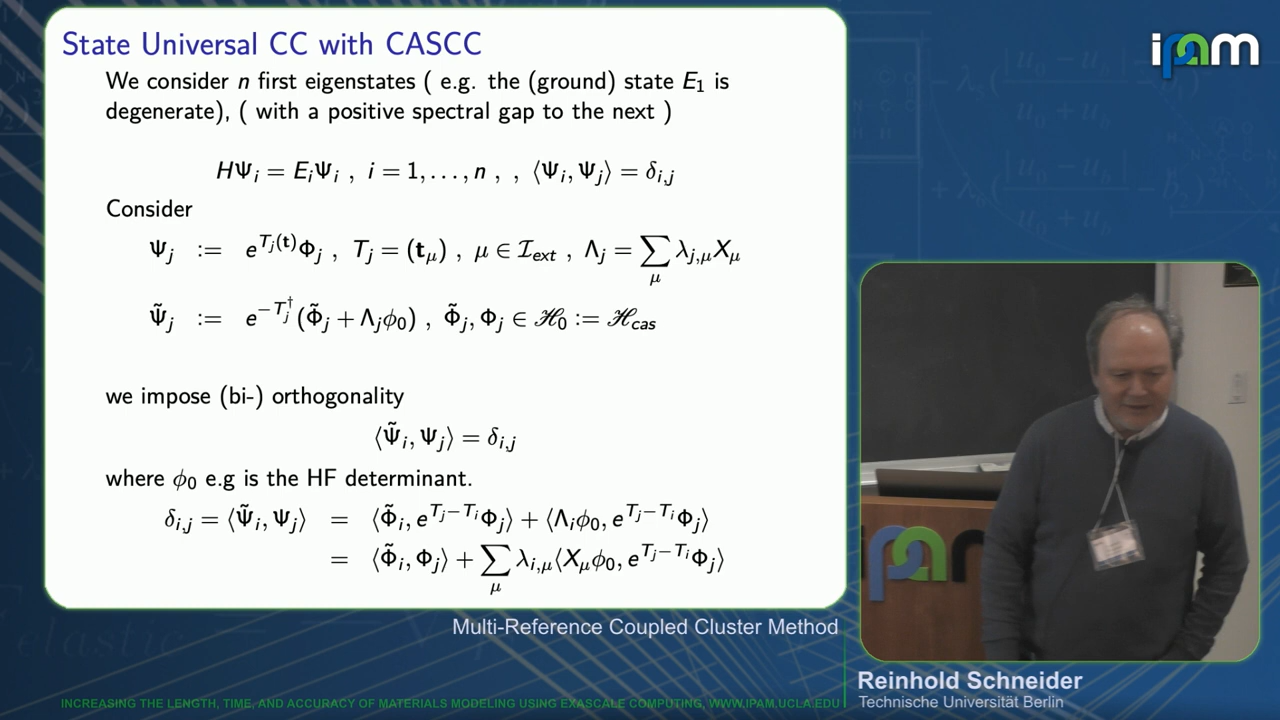 State Universal CC with CASCC
We consider n first eigenstates ( e.g. the (ground) state E₁ is
degenerate), ( with a positive spectral gap to the next )
HΨᵢ = EᵢΨᵢ , i = 1, . . . , n , , ⟨Ψᵢ, Ψⱼ⟩ = δᵢ,ⱼ
Consider
Ψⱼ := e^{Tⱼ(t)}Φⱼ , Tⱼ = (t_μ) , μ ∈ 𝓘_ext , Λⱼ = ∑_μ λ_{j,μ}X_μ
Ψ̃ⱼ := e^{−Tⱼ†}(Φ̃ⱼ + Λⱼϕ₀) , Φ̃ⱼ, Φⱼ ∈ ℋ₀ := ℋ_cas
we impose (bi-) orthogonality
⟨Ψ̃ᵢ, Ψⱼ⟩ = δᵢ,ⱼ
where ϕ₀ e.g is the HF determinant.
δᵢ,ⱼ = ⟨Ψ̃ᵢ, Ψⱼ⟩ = ⟨Φ̃ᵢ, e^{Tⱼ−Tᵢ}Φⱼ⟩ + ⟨Λᵢϕ₀, e^{Tⱼ−Tᵢ}Φⱼ⟩
= ⟨Φ̃ᵢ, Φⱼ⟩ + ∑_μ λ_{i,μ}⟨X_μϕ₀, e^{Tⱼ−Tᵢ}Φⱼ⟩
ipam
Multi-Reference Coupled Cluster Method
Reinhold Schneider
Technische Universität Berlin
INCREASING THE LENGTH, TIME, AND ACCURACY OF MATERIALS MODELING USING EXASCALE COMPUTING, WWW.IPAM.UCLA.EDU